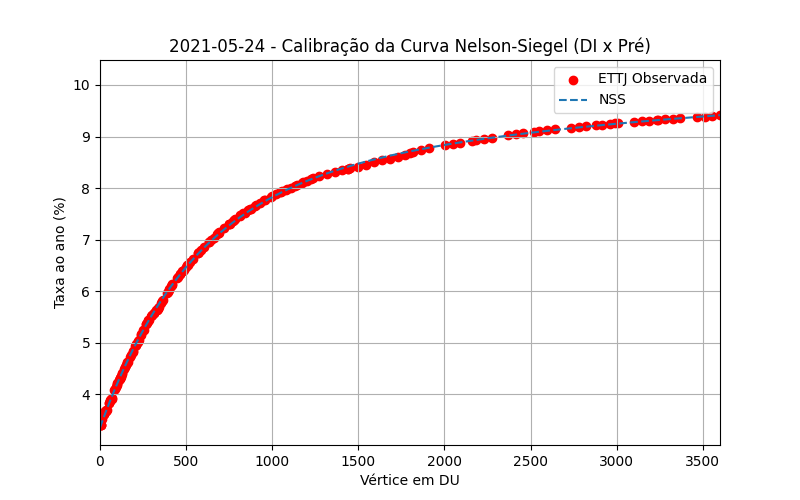 2021-05-24 - Calibração da Curva Nelson-Siegel (DI x Pré)
ETTJ Observada
NSS
Taxa ao ano (%)
10
9
8
7
6
5
4
0 500 1000 1500 2000 2500 3000 3500
Vértice em DU